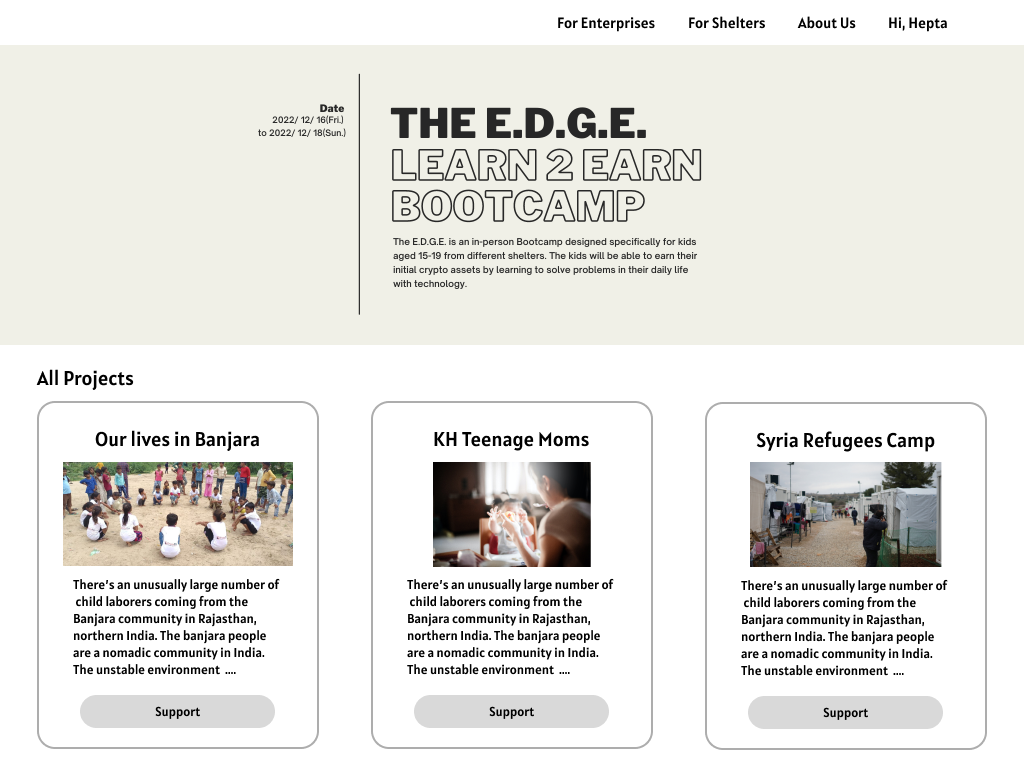 For Enterprises For Shelters About Us Hi, Hepta
Date
2022/ 12/ 16(Fri.)
to 2022/ 12/ 18(Sun.)
THE E.D.G.E.
LEARN 2 EARN
BOOTCAMP
The E.D.G.E. is an in-person Bootcamp designed specifically for kids
aged 15-19 from different shelters. The kids will be able to earn their
initial crypto assets by learning to solve problems in their daily life
with technology.
All Projects
Our lives in Banjara
There's an unusually large number of
child laborers coming from the
Banjara community in Rajasthan,
northern India. The banjara people
are a nomadic community in India.
The unstable environment ....
Support
KH Teenage Moms
There's an unusually large number of
child laborers coming from the
Banjara community in Rajasthan,
northern India. The banjara people
are a nomadic community in India.
The unstable environment ....
Support
Syria Refugees Camp
There's an unusually large number of
child laborers coming from the
Banjara community in Rajasthan,
northern India. The banjara people
are a nomadic community in India.
The unstable environment ....
Support